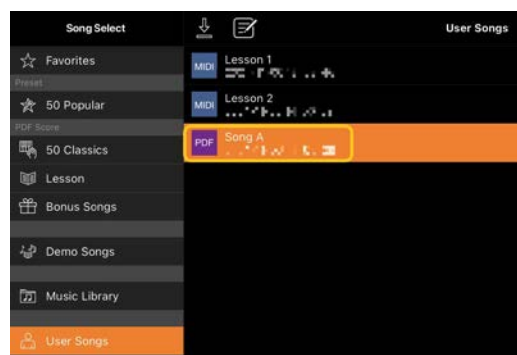 Song Select
User Songs
Favorites
Preset
50 Popular
PDF Score
50 Classics
Lesson
Bonus Songs
Demo Songs
Music Library
User Songs
MIDI Lesson 1
MIDI Lesson 2
PDF Song A